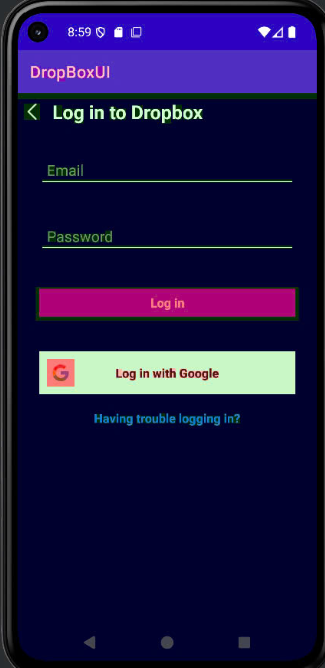 8:59
DropBoxUI
Log in to Dropbox
Email
Password
Log in
G
Log in with Google
Having trouble logging in?